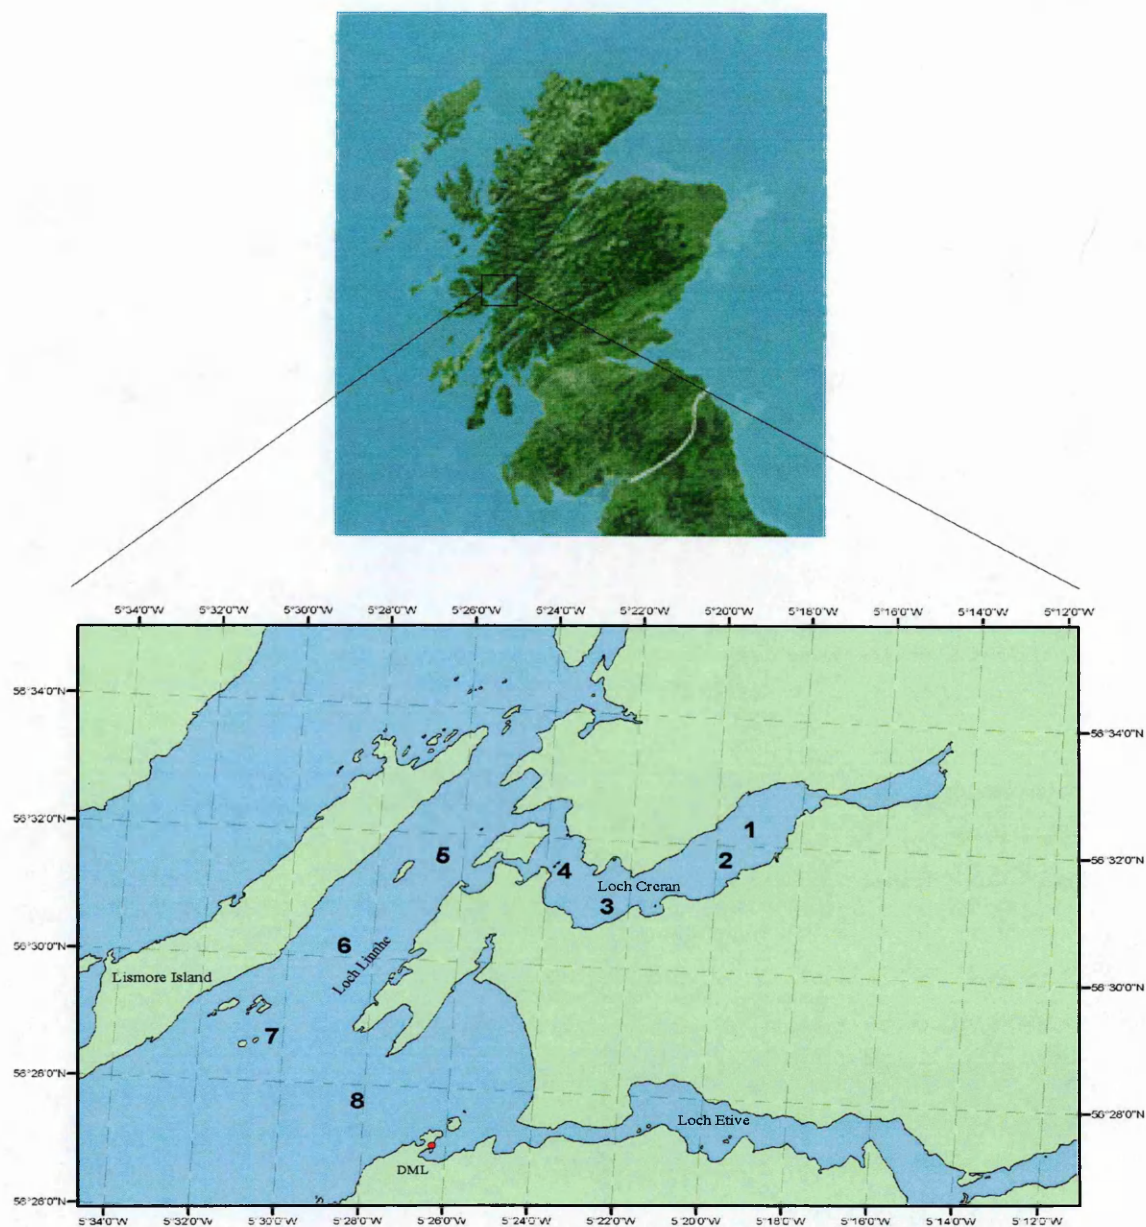 5°34'0"W 5°32'0"W 5°30'0"W 5°28'0"W 5°26'0"W 5°24'0"W 5°22'0"W 5°20'0"W 5°18'0"W 5°16'0"W 5°14'0"W 5°12'0"W
56°34'0"N
56°34'0"N
56°32'0"N
1
5
2
56°32'0"N
4
Loch Creran
3
6
56°30'0"N
Loch Linnhe
Lismore Island
56°30'0"N
7
56°28'0"N
8
56°28'0"N
Loch Etive
DML
56°26'0"N
5°34'0"W 5°32'0"W 5°30'0"W 5°28'0"W 5°26'0"W 5°24'0"W 5°22'0"W 5°20'0"W 5°18'0"W 5°16'0"W 5°14'0"W 5°12'0"W